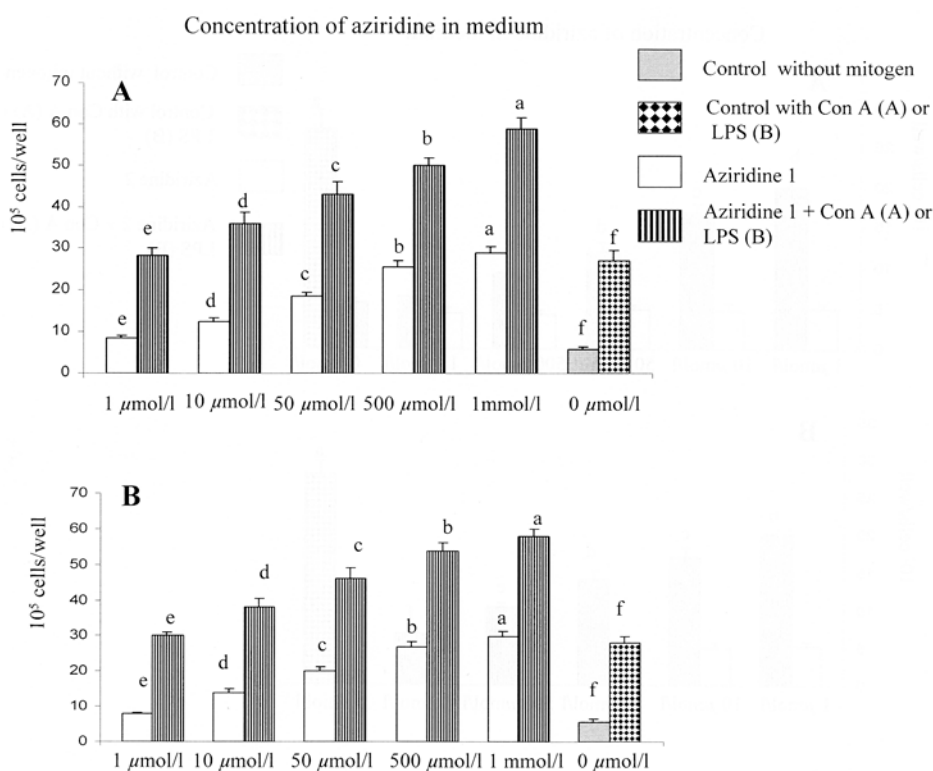 Concentration of aziridine in medium
Control without mitogen
Control with Con A (A) or
LPS (B)
Aziridine 1
Aziridine 1 + Con A (A) or
LPS (B)
A
10⁵ cells/well
70
60
50
40
30
20
10
0
e
e
d
d
c
c
b
b
a
a
f
f
1 µmol/l
10 µmol/l
50 µmol/l
500 µmol/l
1mmol/l
0 µmol/l
B
10⁵ cells/well
70
60
50
40
30
20
10
0
e
e
d
d
c
c
b
b
a
a
f
f
1 µmol/l
10 µmol/l
50 µmol/l
500 µmol/l
1 mmol/l
0 µmol/l